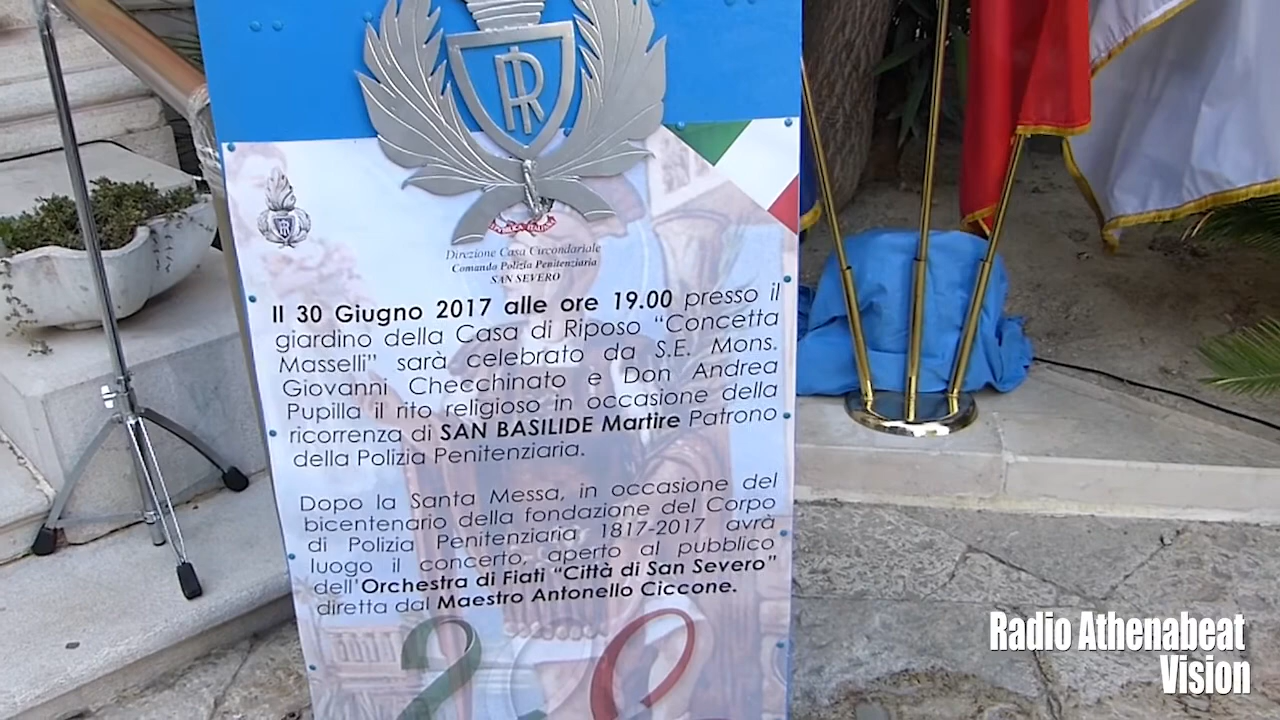 RI
RI
REPUBBLICA ITALIANA
Direzione Casa Circondariale
Comando Polizia Penitenziaria
SAN SEVERO
Il 30 Giugno 2017 alle ore 19.00 presso il
giardino della Casa di Riposo “Concetta
Masselli” sarà celebrato da S.E. Mons.
Giovanni Checchinato e Don Andrea
Pupilla il rito religioso in occasione della
ricorrenza di SAN BASILIDE Martire Patrono
della Polizia Penitenziaria.
Dopo la Santa Messa, in occasione del
bicentenario della fondazione del Corpo
di Polizia Penitenziaria 1817-2017 avrà
luogo il concerto, aperto al pubblico
dell’Orchestra di Fiati “Città di San Severo”
diretta dal Maestro Antonello Ciccone.
Radio Athenabeat
Vision